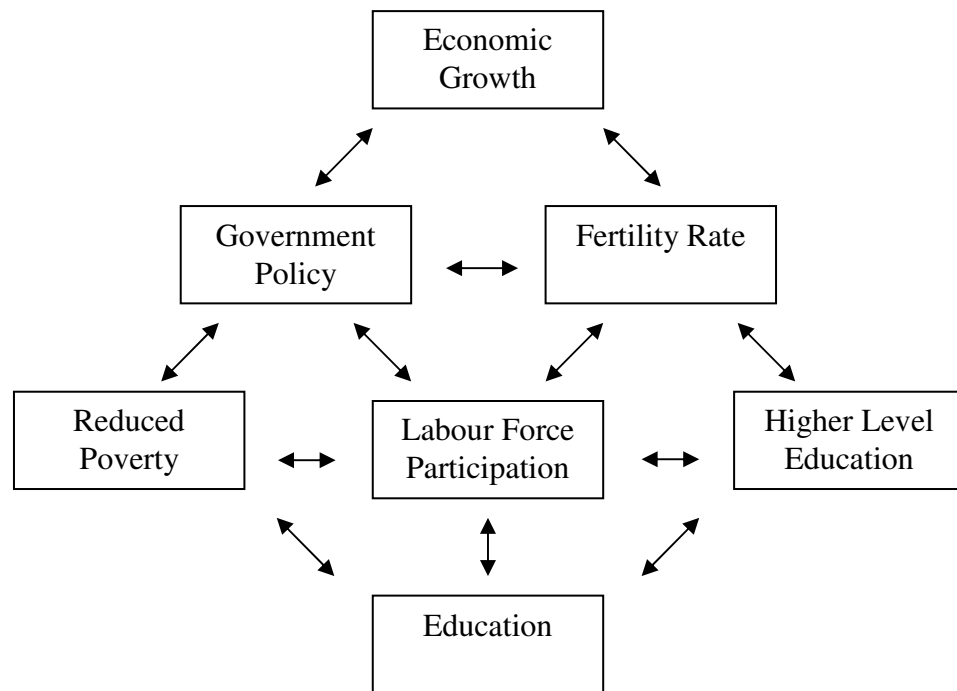 Economic
Growth
Government
Policy
Fertility Rate
Reduced
Poverty
Labour Force
Participation
Higher Level
Education
Education